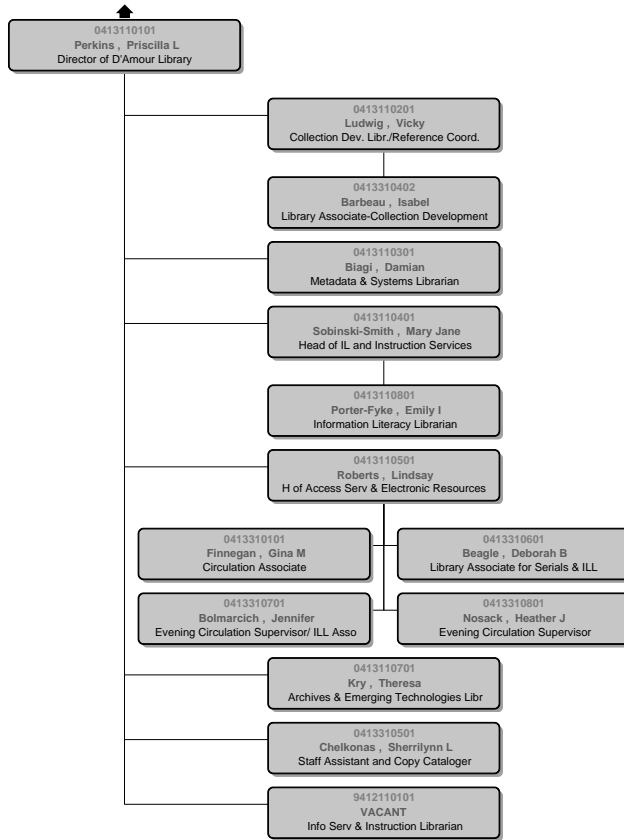 0413110101
Perkins , Priscilla L
Director of D'Amour Library
0413110201
Ludwig , Vicky
Collection Dev. Libr./Reference Coord.
0413310402
Barbeau , Isabel
Library Associate-Collection Development
0413110301
Biagi , Damian
Metadata & Systems Librarian
0413110401
Sobinski-Smith , Mary Jane
Head of IL and Instruction Services
0413110801
Porter-Fyke , Emily I
Information Literacy Librarian
0413110501
Roberts , Lindsay
H of Access Serv & Electronic Resources
0413310101
Finnegan , Gina M
Circulation Associate
0413310601
Beagle , Deborah B
Library Associate for Serials & ILL
0413310701
Bolmarcich , Jennifer
Evening Circulation Supervisor/ ILL Asso
0413310801
Nosack , Heather J
Evening Circulation Supervisor
0413110701
Kry , Theresa
Archives & Emerging Technologies Libr
0413310501
Chelkonas , Sherrilynn L
Staff Assistant and Copy Cataloger
9412110101
VACANT
Info Serv & Instruction Librarian